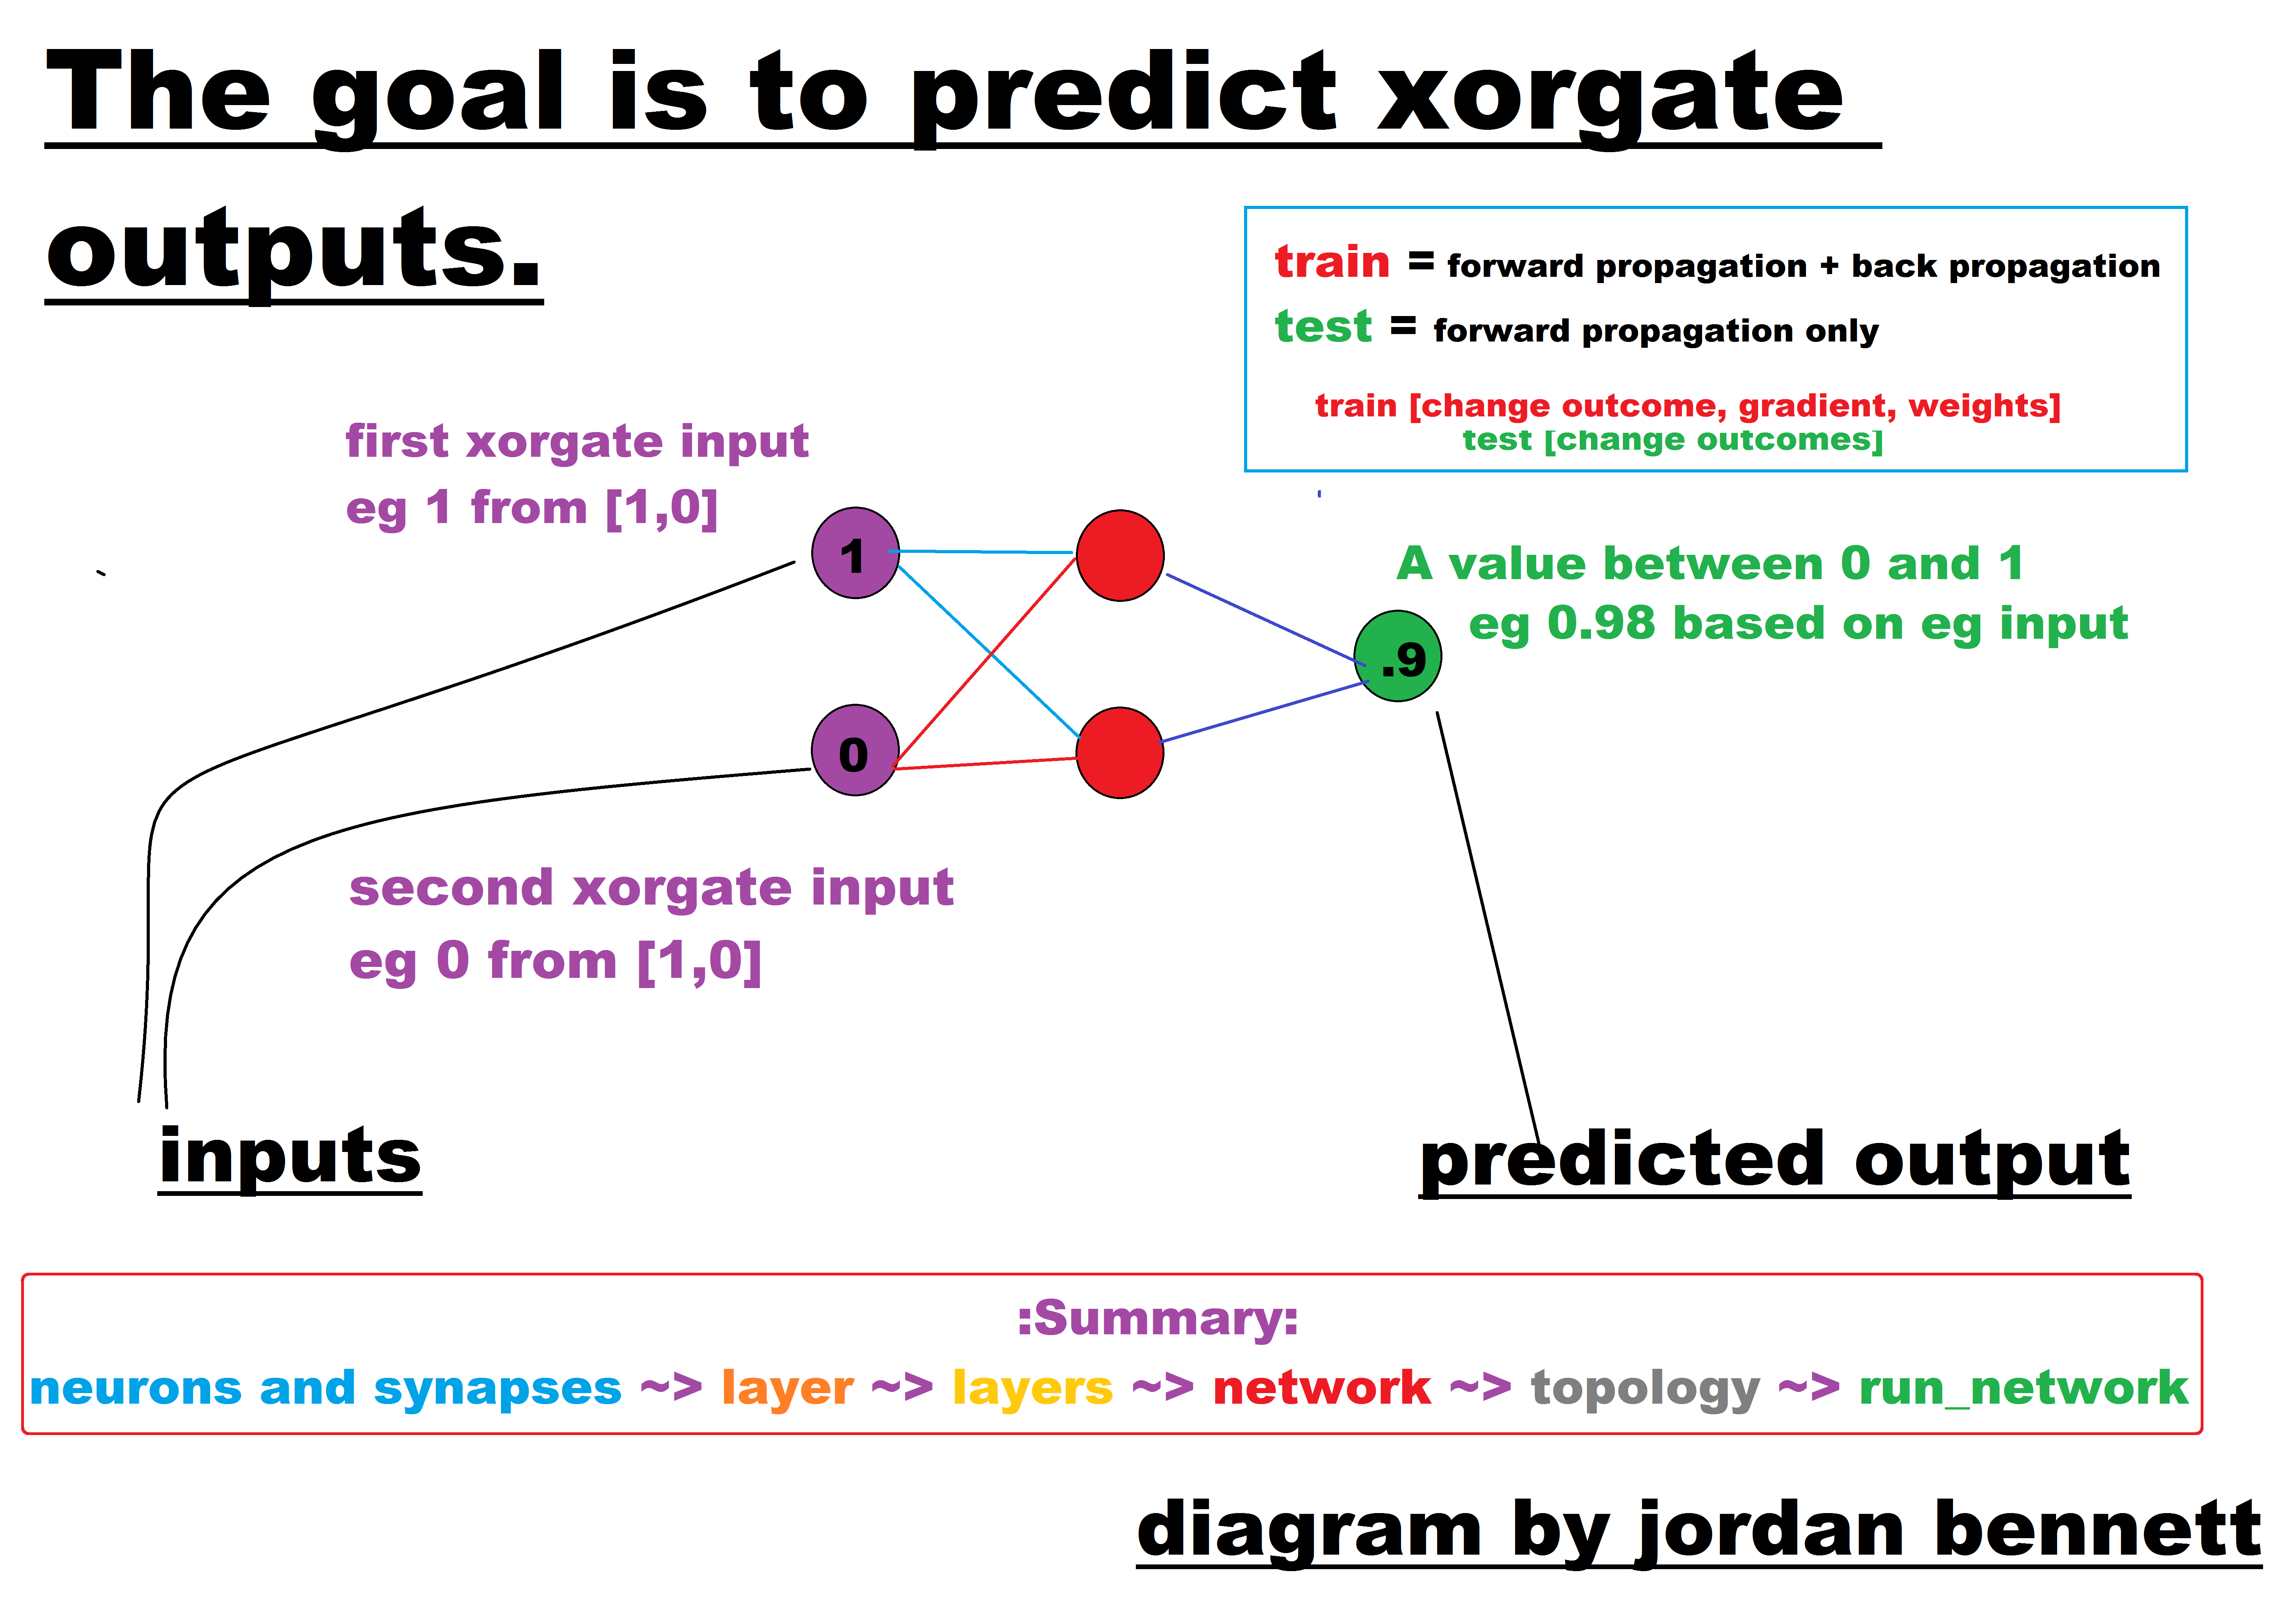 The goal is to predict xorgate
outputs.
train = forward propagation + back propagation
test = forward propagation only
train [change outcome, gradient, weights]
test [change outcomes]
first xorgate input
eg 1 from [1,0]
1
A value between 0 and 1
eg 0.98 based on eg input
.9
0
second xorgate input
eg 0 from [1,0]
inputs
predicted output
:Summary:
neurons and synapses ~> layer ~> layers ~> network ~> topology ~> run_network
diagram by jordan bennett